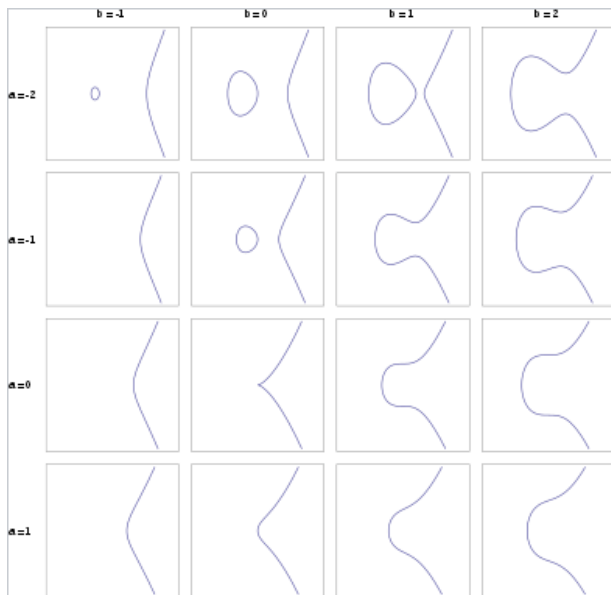 b = -1 b = 0 b = 1 b = 2
a = -2
a = -1
a = 0
a = 1